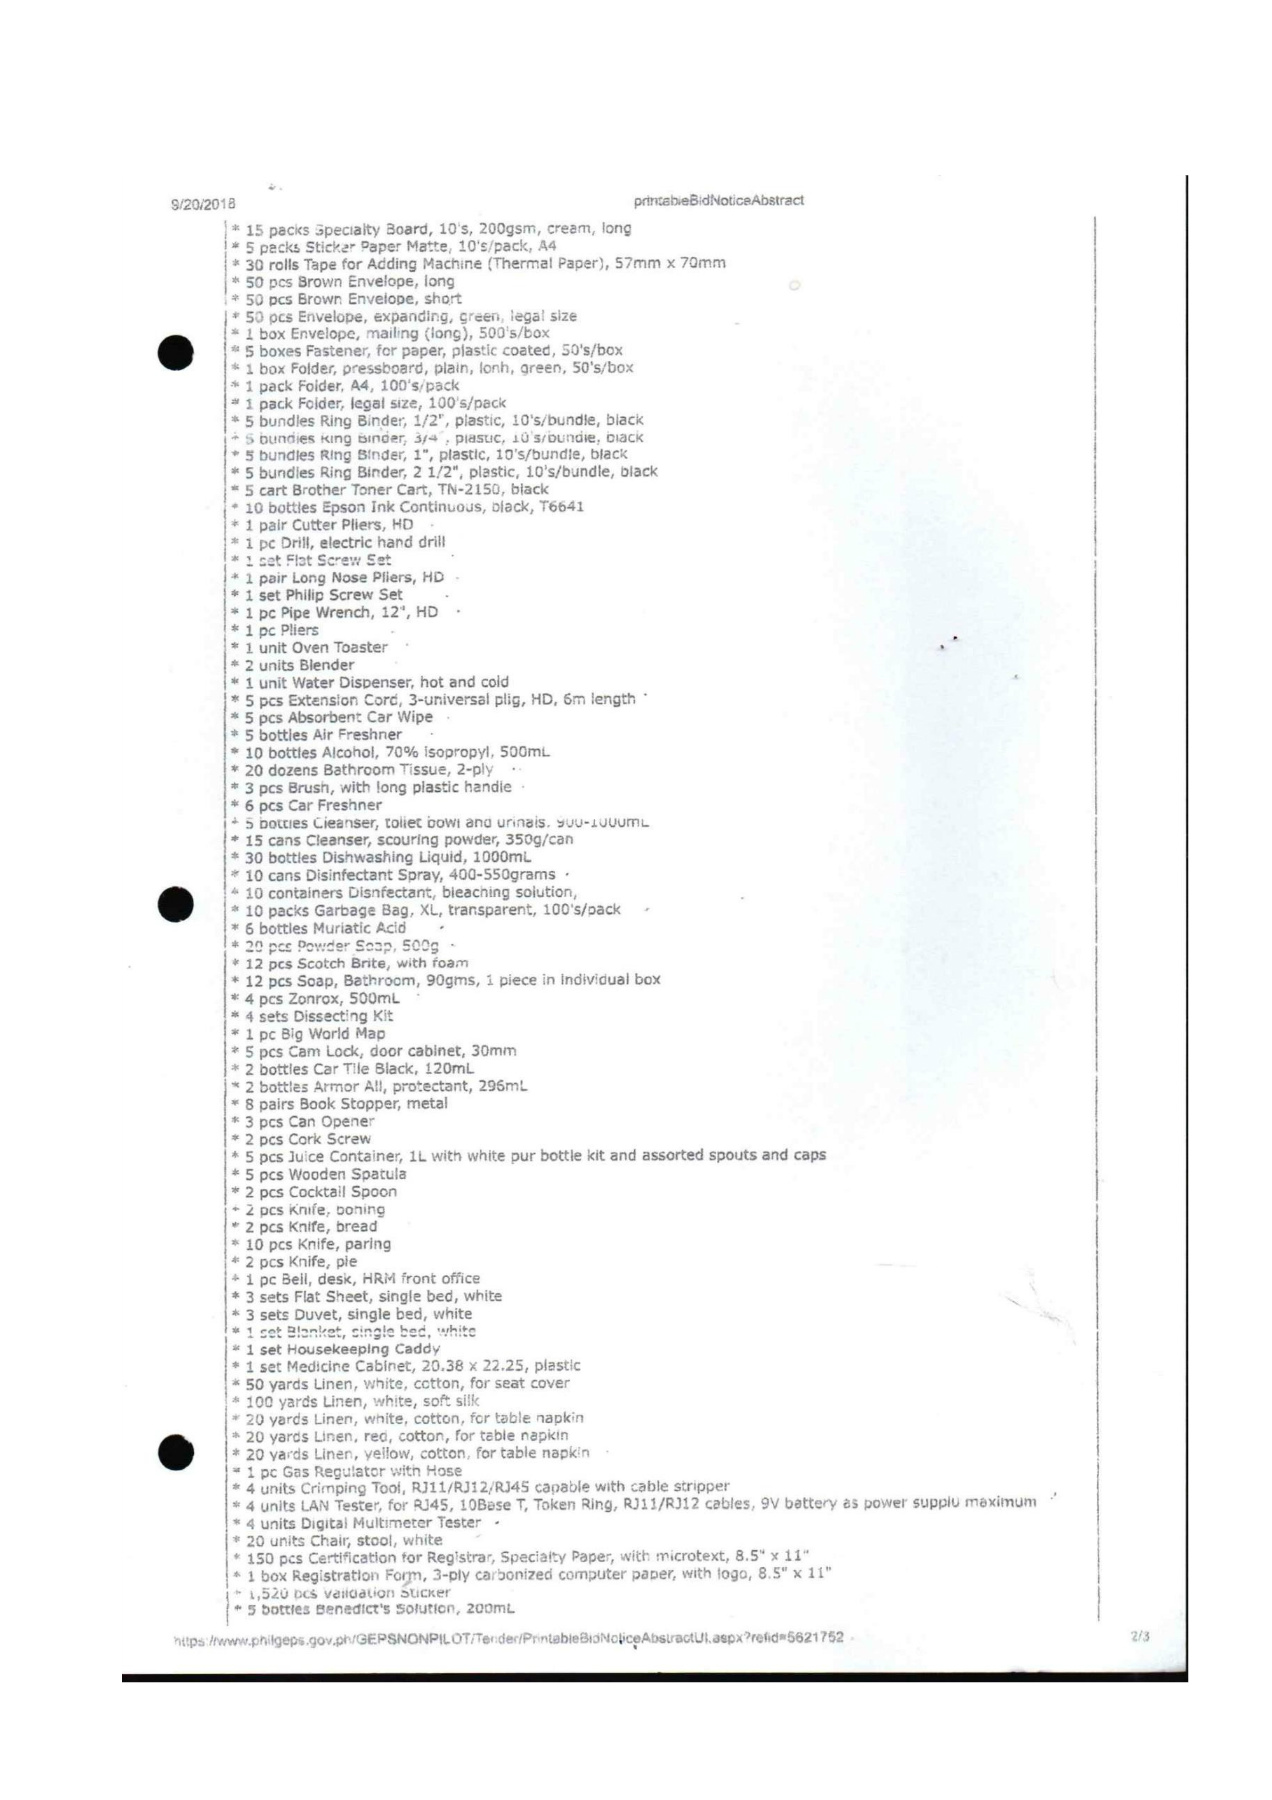 9/20/2018
printableBidNoticeAbstract
* 15 packs Specialty Board, 10's, 200gsm, cream, long
* 5 packs Sticker Paper Matte, 10's/pack, A4
* 30 rolls Tape for Adding Machine (Thermal Paper), 57mm x 70mm
* 50 pcs Brown Envelope, long
* 50 pcs Brown Envelope, short
* 50 pcs Envelope, expanding, green, legal size
* 1 box Envelope, mailing (long), 500's/box
* 5 boxes Fastener, for paper, plastic coated, 50's/box
* 1 box Folder, pressboard, plain, lonh, green, 50's/box
* 1 pack Folder, A4, 100's/pack
* 1 pack Folder, legal size, 100's/pack
* 5 bundles Ring Binder, 1/2", plastic, 10's/bundle, black
* 5 bundles Ring Binder, 3/4", plastic, 10's/bundle, black
* 5 bundles Ring Binder, 1", plastic, 10's/bundle, black
* 5 bundles Ring Binder, 2 1/2", plastic, 10's/bundle, black
* 5 cart Brother Toner Cart, TN-2150, black
* 10 bottles Epson Ink Continuous, black, T6641
* 1 pair Cutter Pliers, HD
* 1 pc Drill, electric hand drill
* 1 set Flat Screw Set
* 1 pair Long Nose Pliers, HD
* 1 set Philip Screw Set
* 1 pc Pipe Wrench, 12", HD
* 1 pc Pliers
* 1 unit Oven Toaster
* 2 units Blender
* 1 unit Water Dispenser, hot and cold
* 5 pcs Extension Cord, 3-universal plig, HD, 6m length
* 5 pcs Absorbent Car Wipe
* 5 bottles Air Freshner
* 10 bottles Alcohol, 70% isopropyl, 500mL
* 20 dozens Bathroom Tissue, 2-ply
* 3 pcs Brush, with long plastic handle
* 6 pcs Car Freshner
* 5 bottles Cleanser, toilet bowl and urinals, 900-1000mL
* 15 cans Cleanser, scouring powder, 350g/can
* 30 bottles Dishwashing Liquid, 1000mL
* 10 cans Disinfectant Spray, 400-550grams
* 10 containers Disnfectant, bleaching solution,
* 10 packs Garbage Bag, XL, transparent, 100's/pack
* 6 bottles Muriatic Acid
* 20 pcs Powder Soap, 500g
* 12 pcs Scotch Brite, with foam
* 12 pcs Soap, Bathroom, 90gms, 1 piece in individual box
* 4 pcs Zonrox, 500mL
* 4 sets Dissecting Kit
* 1 pc Big World Map
* 5 pcs Cam Lock, door cabinet, 30mm
* 2 bottles Car Tile Black, 120mL
* 2 bottles Armor All, protectant, 296mL
* 8 pairs Book Stopper, metal
* 3 pcs Can Opener
* 2 pcs Cork Screw
* 5 pcs Juice Container, 1L with white pur bottle kit and assorted spouts and caps
* 5 pcs Wooden Spatula
* 2 pcs Cocktail Spoon
* 2 pcs Knife, boning
* 2 pcs Knife, bread
* 10 pcs Knife, paring
* 2 pcs Knife, pie
* 1 pc Bell, desk, HRM front office
* 3 sets Flat Sheet, single bed, white
* 3 sets Duvet, single bed, white
* 1 set Blanket, single bed, white
* 1 set Housekeeping Caddy
* 1 set Medicine Cabinet, 20.38 x 22.25, plastic
* 50 yards Linen, white, cotton, for seat cover
* 100 yards Linen, white, soft silk
* 20 yards Linen, white, cotton, for table napkin
* 20 yards Linen, red, cotton, for table napkin
* 20 yards Linen, yellow, cotton, for table napkin
* 1 pc Gas Regulator with Hose
* 4 units Crimping Tool, RJ11/RJ12/RJ45 capable with cable stripper
* 4 units LAN Tester, for RJ45, 10Base T, Token Ring, RJ11/RJ12 cables, 9V battery as power supplu maximum
* 4 units Digital Multimeter Tester
* 20 units Chair, stool, white
* 150 pcs Certification for Registrar, Specialty Paper, with microtext, 8.5" x 11"
* 1 box Registration Form, 3-ply carbonized computer paper, with logo, 8.5" x 11"
* 1,520 pcs Validation Sticker
* 5 bottles Benedict's Solution, 200mL
https://www.philgeps.gov.ph/GEPSNONPILOT/Tender/PrintableBidNoticeAbstractUI.aspx?refid=5621752
2/3